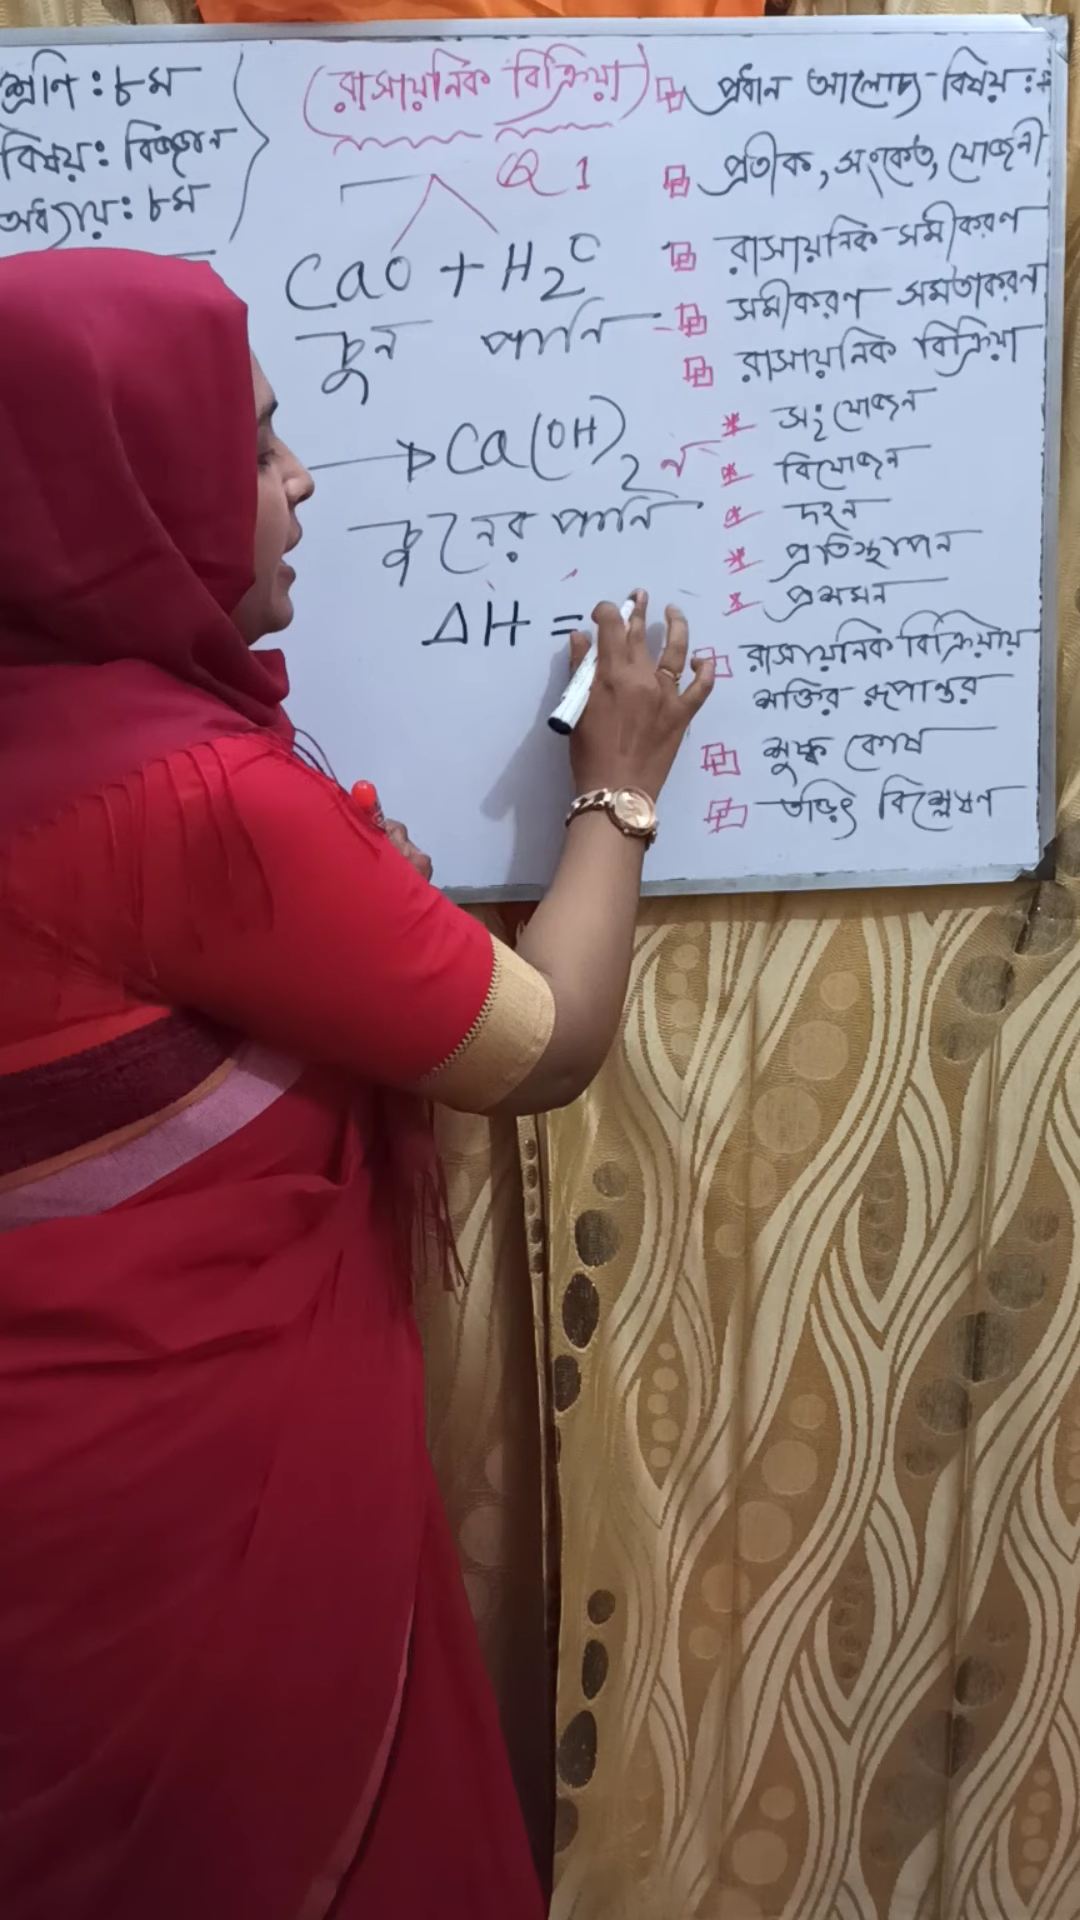 শ্রেণি : ৮ম
বিষয় : বিজ্ঞান
অধ্যায় : ৮ম
(রাসায়নিক বিক্রিয়া)
CaO + H2O
চুন পানি
Ca(OH)2
চুনের পানি
ΔH =
প্রধান আলোচ্য বিষয় :
প্রতীক, সংকেত, যোজনী
রাসায়নিক সমীকরণ
সমীকরণ সমতাকরণ
রাসায়নিক বিক্রিয়া
* সংযোজন
* বিযোজন
* দহন
* প্রতিস্থাপন
* প্রশমন
রাসায়নিক বিক্রিয়ায়
শক্তির রূপান্তর
শুষ্ক কোষ
তড়িৎ বিশ্লেষণ